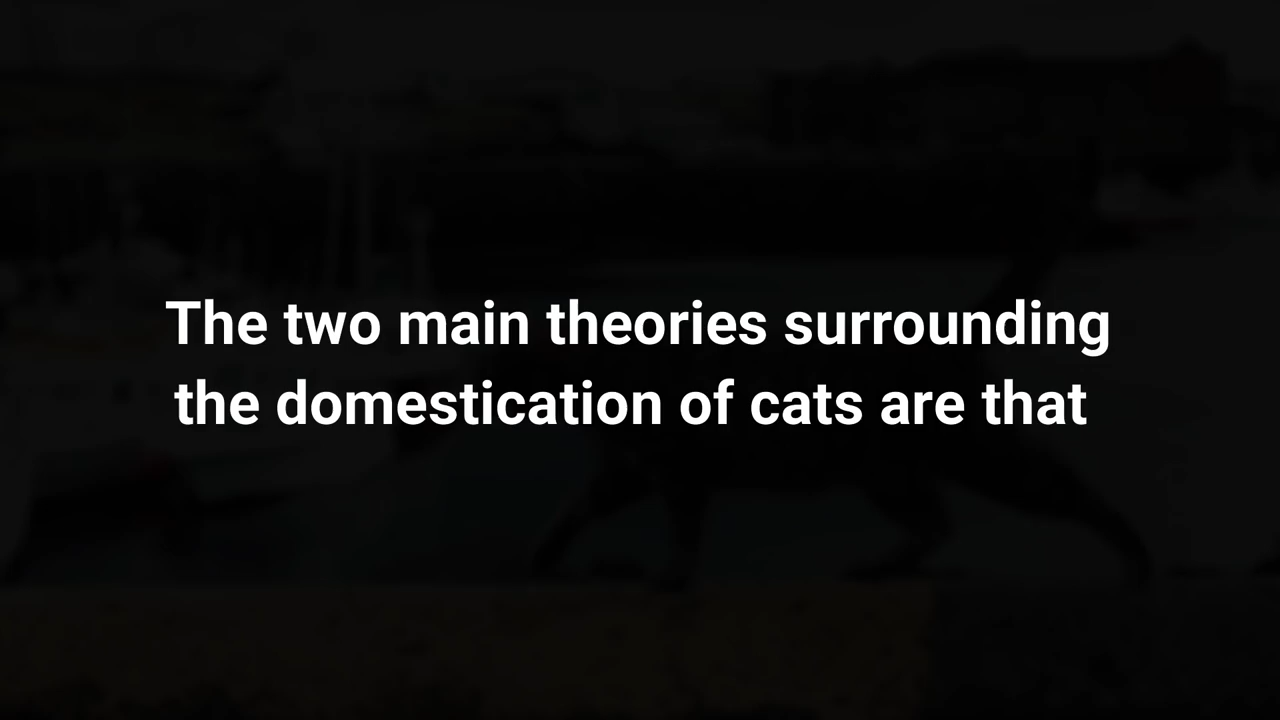 The two main theories surrounding
the domestication of cats are that